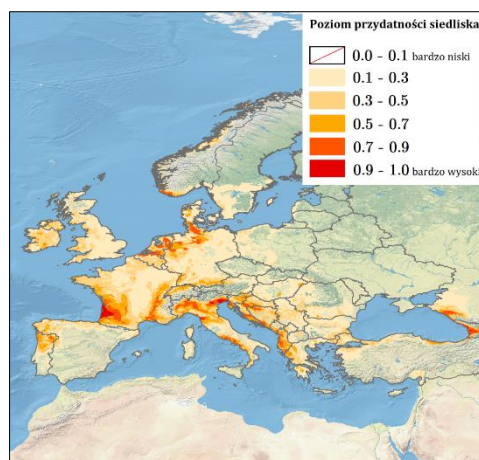 Poziom przydatności siedliska
0.0 - 0.1 bardzo niski
0.1 - 0.3
0.3 - 0.5
0.5 - 0.7
0.7 - 0.9
0.9 - 1.0 bardzo wysoki